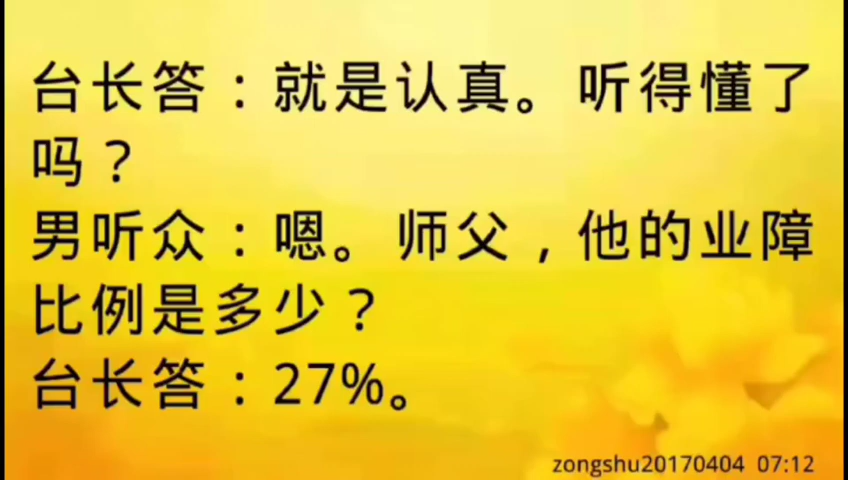 台长答：就是认真。听得懂了
吗？
男听众：嗯。师父，他的业障
比例是多少？
台长答：27%。
zongshu20170404 07:12